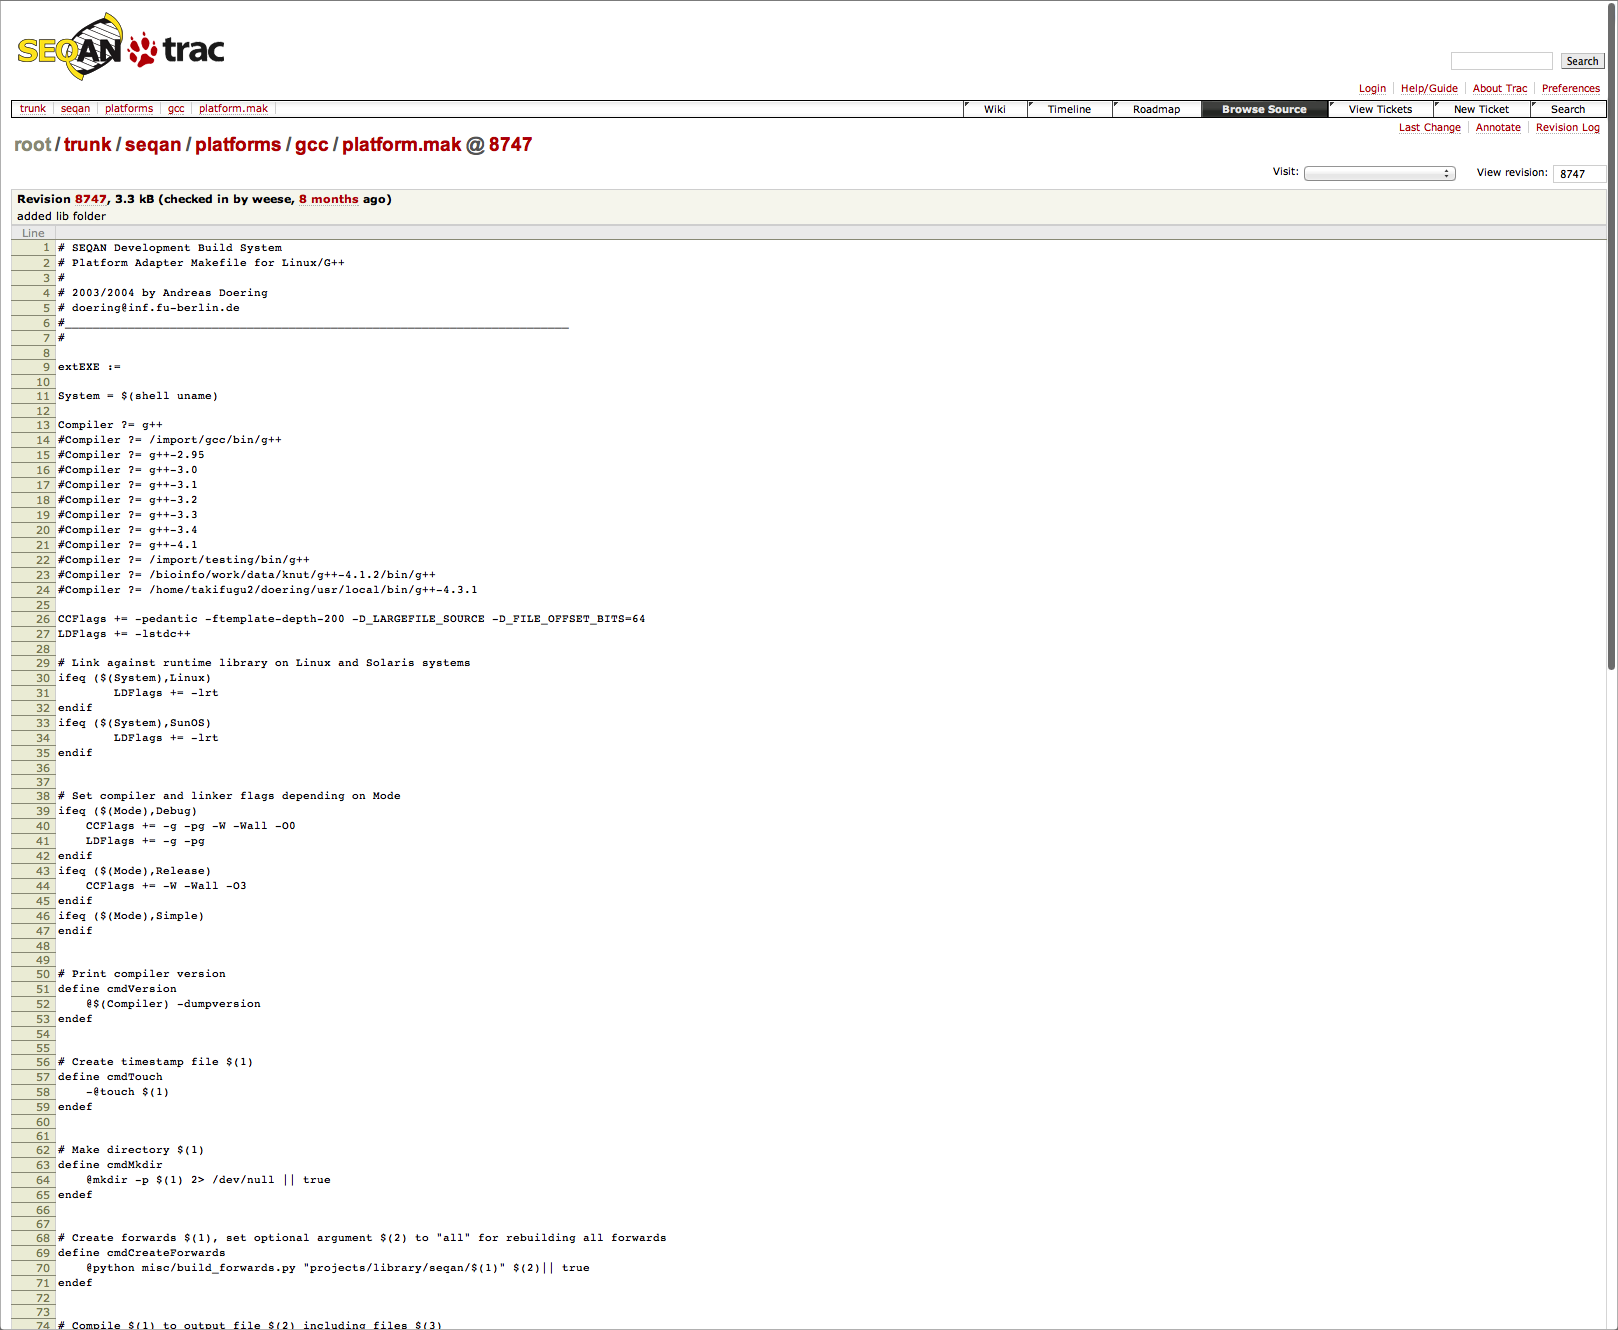 SEQAN trac
Search
Login Help/Guide About Trac Preferences
trunk seqan platforms gcc platform.mak Wiki Timeline Roadmap Browse Source View Tickets New Ticket Search
Last Change Annotate Revision Log
root / trunk / seqan / platforms / gcc / platform.mak @ 8747
Visit: View revision: 8747
Revision 8747, 3.3 kB (checked in by weese, 8 months ago)
added lib folder
Line
1 # SEQAN Development Build System
2 # Platform Adapter Makefile for Linux/G++
3 #
4 # 2003/2004 by Andreas Doering
5 # doering@inf.fu-berlin.de
6 #________________________________________________________________________
7 #
8
9 extEXE :=
10
11 System = $(shell uname)
12
13 Compiler ?= g++
14 #Compiler ?= /import/gcc/bin/g++
15 #Compiler ?= g++-2.95
16 #Compiler ?= g++-3.0
17 #Compiler ?= g++-3.1
18 #Compiler ?= g++-3.2
19 #Compiler ?= g++-3.3
20 #Compiler ?= g++-3.4
21 #Compiler ?= g++-4.1
22 #Compiler ?= /import/testing/bin/g++
23 #Compiler ?= /bioinfo/work/data/knut/g++-4.1.2/bin/g++
24 #Compiler ?= /home/takifugu2/doering/usr/local/bin/g++-4.3.1
25
26 CCFlags += -pedantic -ftemplate-depth-200 -D_LARGEFILE_SOURCE -D_FILE_OFFSET_BITS=64
27 LDFlags += -lstdc++
28
29 # Link against runtime library on Linux and Solaris systems
30 ifeq ($(System),Linux)
31 LDFlags += -lrt
32 endif
33 ifeq ($(System),SunOS)
34 LDFlags += -lrt
35 endif
36
37
38 # Set compiler and linker flags depending on Mode
39 ifeq ($(Mode),Debug)
40 CCFlags += -g -pg -W -Wall -O0
41 LDFlags += -g -pg
42 endif
43 ifeq ($(Mode),Release)
44 CCFlags += -W -Wall -O3
45 endif
46 ifeq ($(Mode),Simple)
47 endif
48
49
50 # Print compiler version
51 define cmdVersion
52 @$(Compiler) -dumpversion
53 endef
54
55
56 # Create timestamp file $(1)
57 define cmdTouch
58 -@touch $(1)
59 endef
60
61
62 # Make directory $(1)
63 define cmdMkdir
64 @mkdir -p $(1) 2> /dev/null || true
65 endef
66
67
68 # Create forwards $(1), set optional argument $(2) to "all" for rebuilding all forwards
69 define cmdCreateForwards
70 @python misc/build_forwards.py "projects/library/seqan/$(1)" $(2)|| true
71 endef
72
73
74 # Compile $(1) to output file $(2) including files $(3)